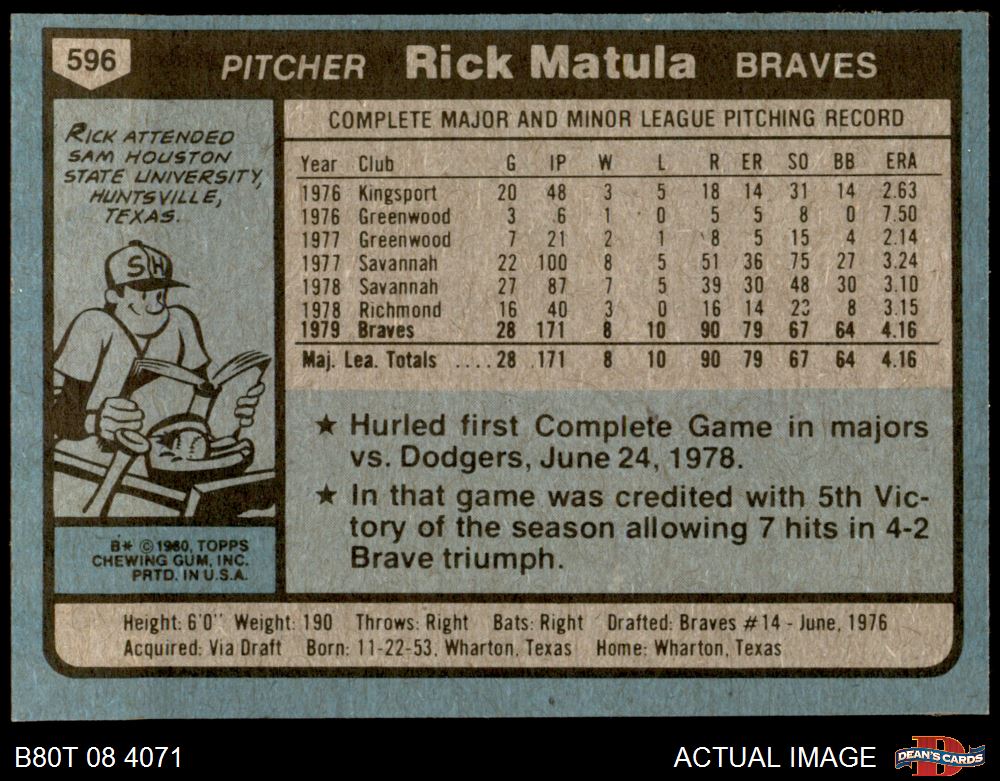 596 PITCHER Rick Matula BRAVES
RICK ATTENDED
SAM HOUSTON
STATE UNIVERSITY,
HUNTSVILLE,
TEXAS.
SH
B* © 1980, TOPPS
CHEWING GUM, INC.
PRTD. IN U.S.A.
COMPLETE MAJOR AND MINOR LEAGUE PITCHING RECORD
Year Club G IP W L R ER SO BB ERA
1976 Kingsport 20 48 3 5 18 14 31 14 2.63
1976 Greenwood 3 6 1 0 5 5 8 0 7.50
1977 Greenwood 7 21 2 1 8 5 15 4 2.14
1977 Savannah 22 100 8 5 51 36 75 27 3.24
1978 Savannah 27 87 7 5 39 30 48 30 3.10
1978 Richmond 16 40 3 0 16 14 23 8 3.15
1979 Braves 28 171 8 10 90 79 67 64 4.16
Maj. Lea. Totals ....28 171 8 10 90 79 67 64 4.16
★ Hurled first Complete Game in majors
vs. Dodgers, June 24, 1978.
★ In that game was credited with 5th Vic-
tory of the season allowing 7 hits in 4-2
Brave triumph.
Height: 6'0" Weight: 190 Throws: Right Bats: Right Drafted: Braves #14 - June, 1976
Acquired: Via Draft Born: 11-22-53, Wharton, Texas Home: Wharton, Texas
B80T 08 4071 ACTUAL IMAGE DEAN'S CARDS